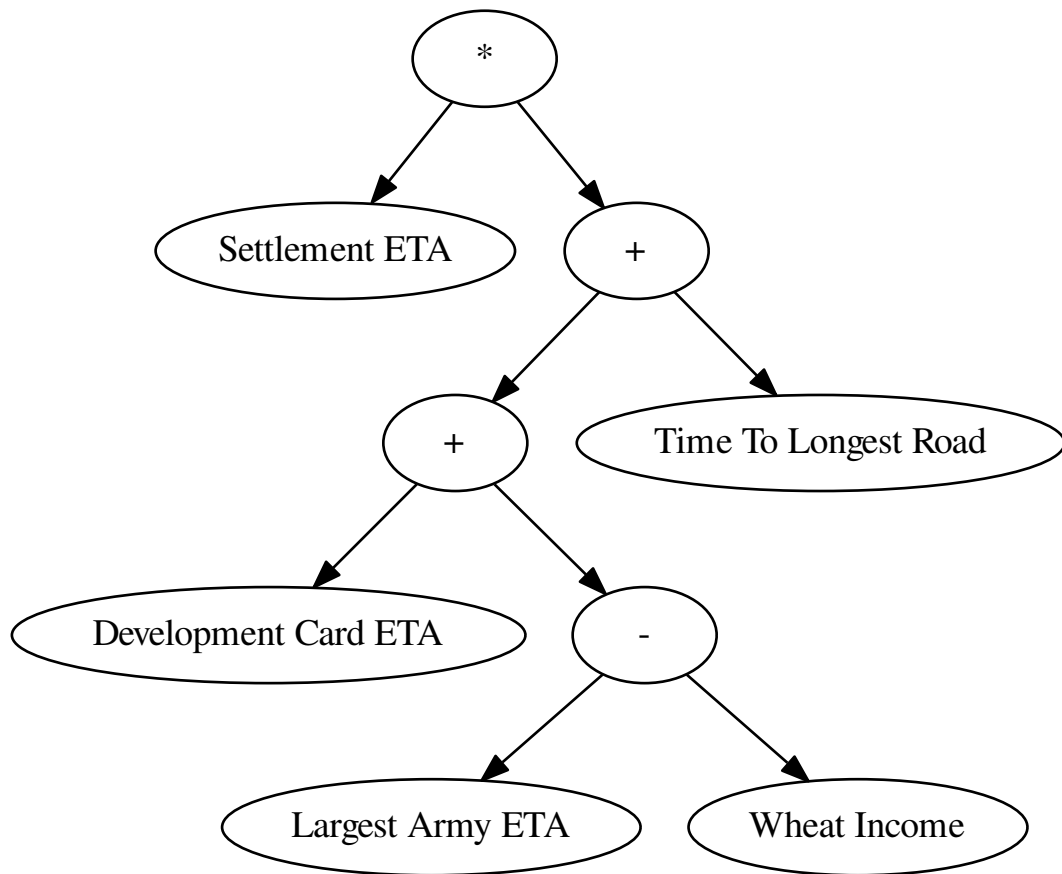 *
Settlement ETA
+
+
Time To Longest Road
Development Card ETA
-
Largest Army ETA
Wheat Income